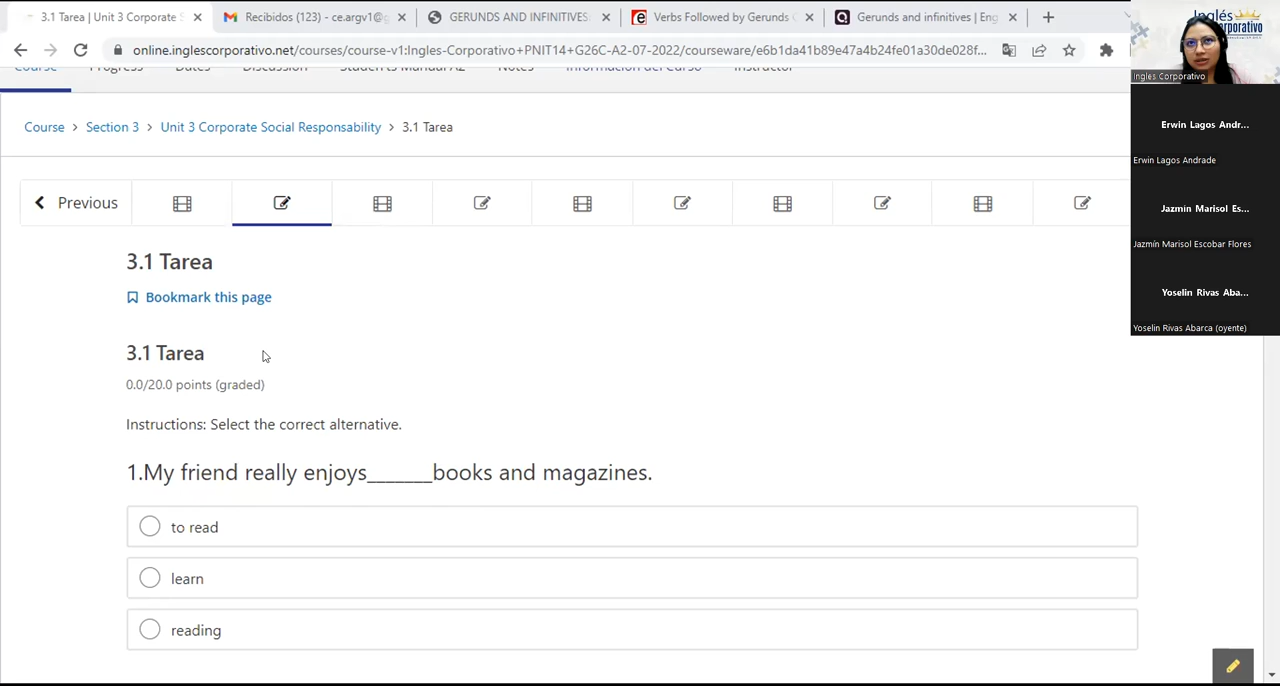 3.1 Tarea | Unit 3 Corporate S
Recibidos (123) - ce.argv1@g
GERUNDS AND INFINITIVES
Verbs Followed by Gerunds
Gerunds and infinitives | Eng
online.inglescorporativo.net/courses/course-v1:Ingles-Corporativo+PNIT14+G26C-A2-07-2022/courseware/e6b1da41b89e47a4b24fe01a30de028f...
Course Progress Dates Discussion Student's Manual A2 Notes Información del Curso Instructor
Course > Section 3 > Unit 3 Corporate Social Responsability > 3.1 Tarea
Previous
3.1 Tarea
Bookmark this page
3.1 Tarea
0.0/20.0 points (graded)
Instructions: Select the correct alternative.
1.My friend really enjoys_______books and magazines.
to read
learn
reading
Inglés
Corporativo
Ingles Corporativo
Erwin Lagos Andr...
Erwin Lagos Andrade
Jazmin Marisol Es...
Jazmín Marisol Escobar Flores
Yoselin Rivas Aba...
Yoselin Rivas Abarca (oyente)